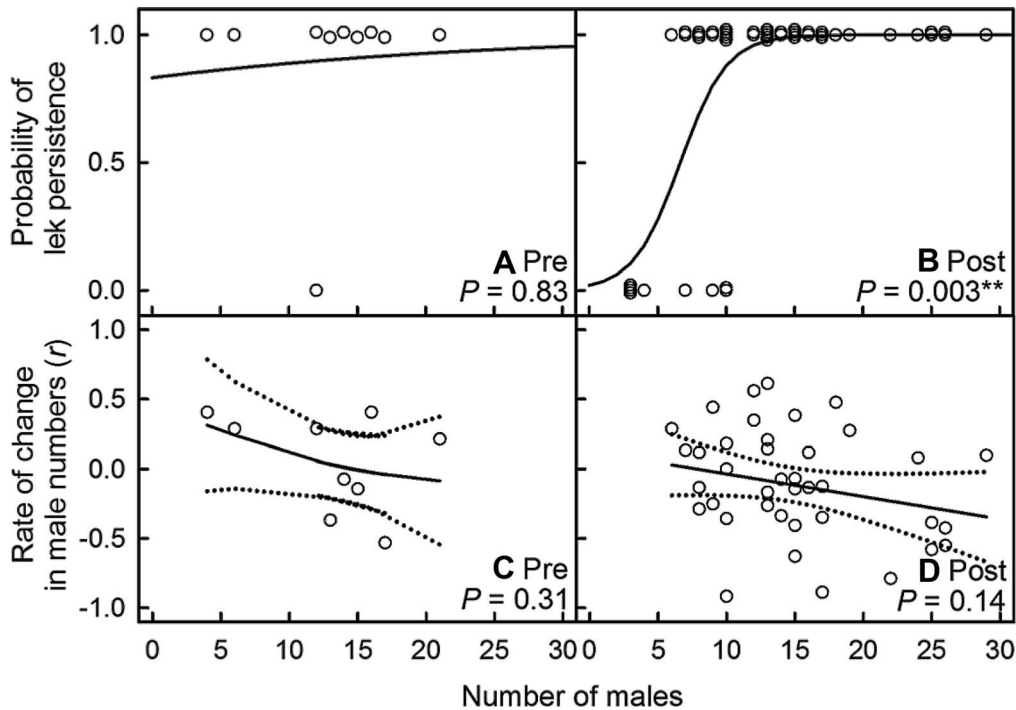 Probability of
lek persistence
1.0
0.5
0.0
A Pre
P = 0.83
B Post
P = 0.003**
Rate of change
in male numbers (r)
1.0
0.5
0.0
-0.5
-1.0
C Pre
P = 0.31
D Post
P = 0.14
0 5 10 15 20 25 30 0 5 10 15 20 25 30
Number of males